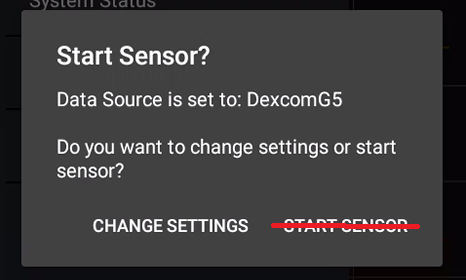 System Status
Start Sensor?
Data Source is set to: DexcomG5
Do you want to change settings or start
sensor?
CHANGE SETTINGS START SENSOR